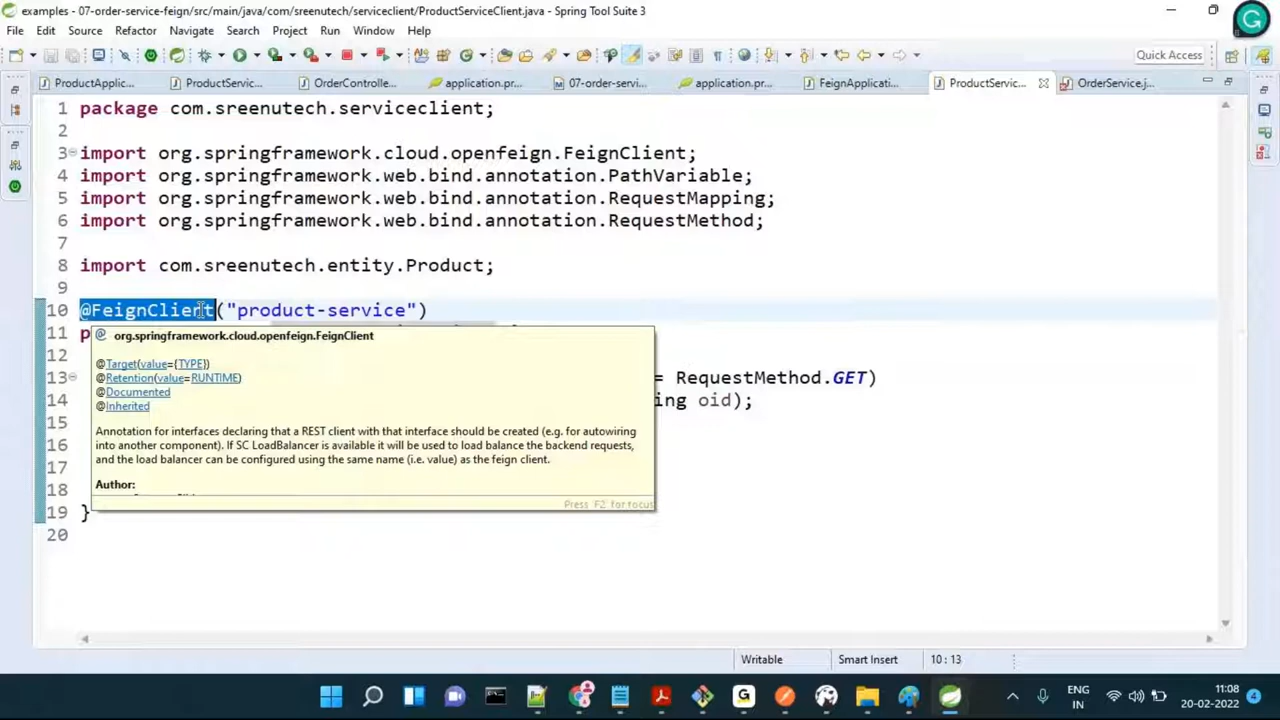 examples - 07-order-service-feign/src/main/java/com/sreenutech/serviceclient/ProductServiceClient.java - Spring Tool Suite 3
File Edit Source Refactor Navigate Search Project Run Window Help
Quick Access
ProductApplic... ProductServic... OrderControlle... application.pr... 07-order-servi... application.pr... FeignApplicati... ProductServic... OrderService.j...
1 package com.sreenutech.serviceclient;
2
3 import org.springframework.cloud.openfeign.FeignClient;
4 import org.springframework.web.bind.annotation.PathVariable;
5 import org.springframework.web.bind.annotation.RequestMapping;
6 import org.springframework.web.bind.annotation.RequestMethod;
7
8 import com.sreenutech.entity.Product;
9
10 @FeignClient("product-service")
11 p
org.springframework.cloud.openfeign.FeignClient
12
@Target(value={TYPE})
13 = RequestMethod.GET)
@Retention(value=RUNTIME)
@Documented
14 ing oid);
@Inherited
15
Annotation for interfaces declaring that a REST client with that interface should be created (e.g. for autowiring
16 into another component). If SC LoadBalancer is available it will be used to load balance the backend requests,
17 and the load balancer can be configured using the same name (i.e. value) as the feign client.
18 Author:
Press 'F2' for focus
19 }
20
Writable Smart Insert 10 : 13
ENG
IN
11:08
20-02-2022
4